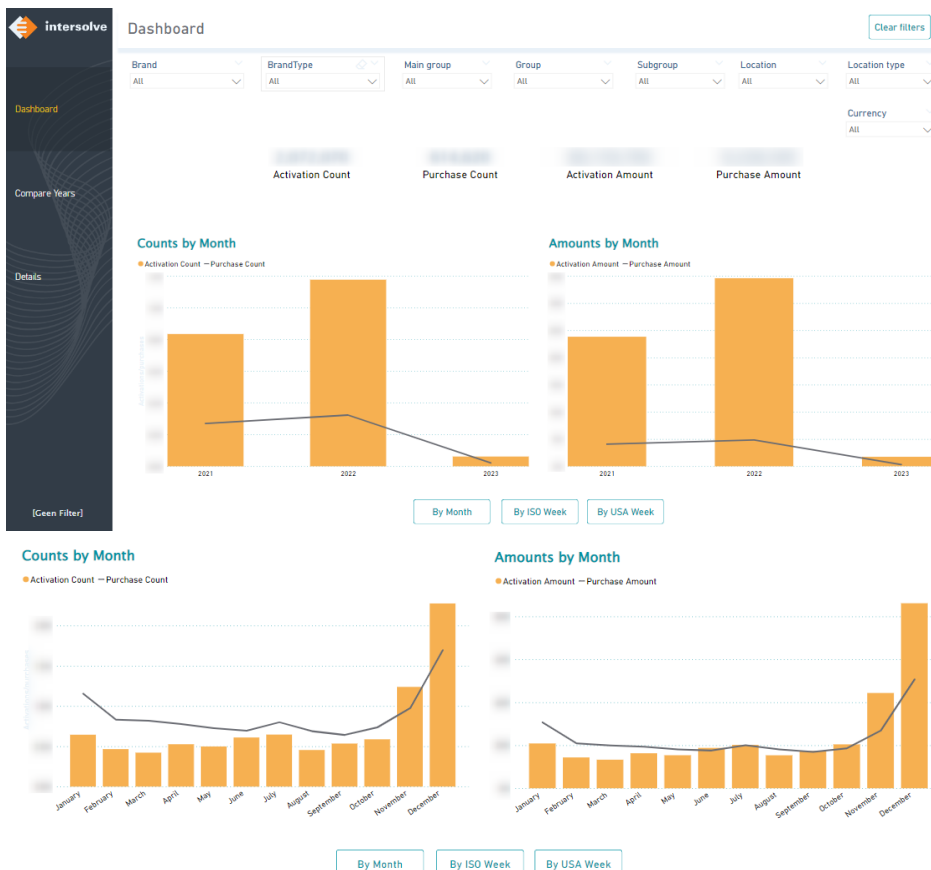 intersolve
Dashboard
Clear filters
Brand
BrandType
Main group
Group
Subgroup
Location
Location type
All
All
All
All
All
All
All
Dashboard
Currency
All
Activation Count
Purchase Count
Activation Amount
Purchase Amount
Compare Years
Counts by Month
Amounts by Month
Activation Count
Purchase Count
Activation Amount
Purchase Amount
Details
2021
2022
2023
2021
2022
2023
[Geen Filter]
By Month
By ISO Week
By USA Week
Counts by Month
Amounts by Month
Activation Count
Purchase Count
Activation Amount
Purchase Amount
January
February
March
April
May
June
July
August
September
October
November
December
January
February
March
April
May
June
July
August
September
October
November
December
By Month
By ISO Week
By USA Week